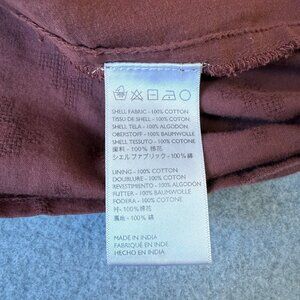 SHELL FABRIC - 100% COTTON
TISSU DE SHELL - 100% COTON
SHELL TELA - 100% ALGODON
OBERSTOFF - 100% BAUMWOLLE
SHELL TESSUTO - 100% COTONE
面料 - 100% 棉花
シェル ファブリック - 100% 綿
LINING - 100% COTTON
DOUBLURE - 100% COTON
REVESTIMIENTO - 100% ALGODON
FUTTER - 100% BAUMWOLLE
FODERA - 100% COTONE
衬 - 100% 棉花
裏地 - 100% 綿
MADE IN INDIA
FABRIQUÉ EN INDE
HECHO EN INDIA